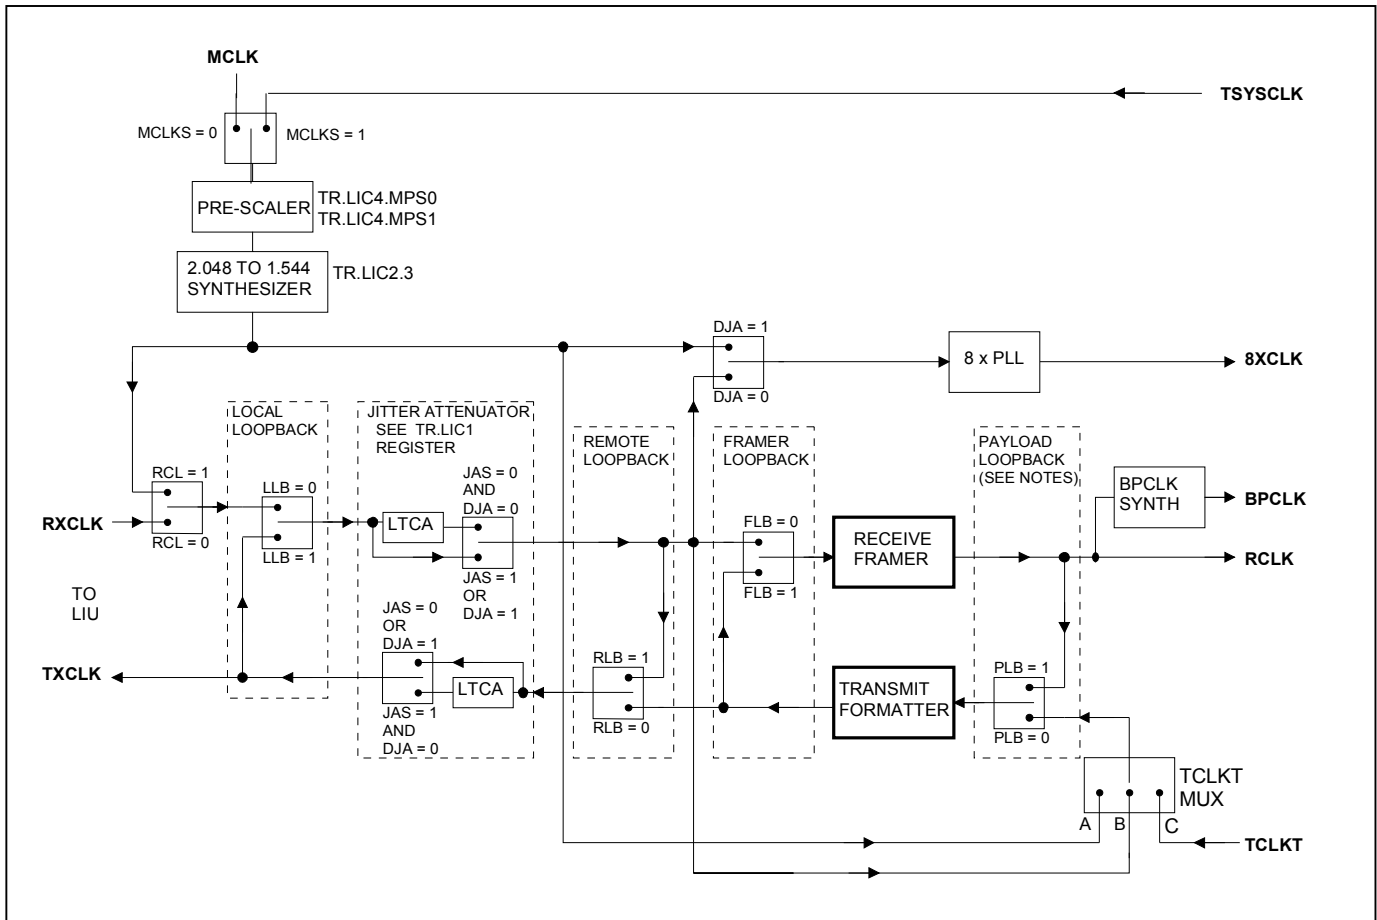 MCLK
TSYSCLK
MCLKS = 0
MCLKS = 1
PRE-SCALER
TR.LIC4.MPS0
TR.LIC4.MPS1
2.048 TO 1.544
SYNTHESIZER
TR.LIC2.3
DJA = 1
8 x PLL
8XCLK
DJA = 0
LOCAL
LOOPBACK
JITTER ATTENUATOR
SEE TR.LIC1
REGISTER
REMOTE
LOOPBACK
FRAMER
LOOPBACK
PAYLOAD
LOOPBACK
(SEE NOTES)
RCL = 1
RXCLK
RCL = 0
LLB = 0
LLB = 1
LTCA
JAS = 0
AND
DJA = 0
JAS = 1
OR
DJA = 1
FLB = 0
FLB = 1
RECEIVE
FRAMER
BPCLK
SYNTH
BPCLK
RCLK
TO
LIU
JAS = 0
OR
DJA = 1
TXCLK
LTCA
JAS = 1
AND
DJA = 0
RLB = 1
RLB = 0
TRANSMIT
FORMATTER
PLB = 1
PLB = 0
TCLKT
MUX
A
B
C
TCLKT